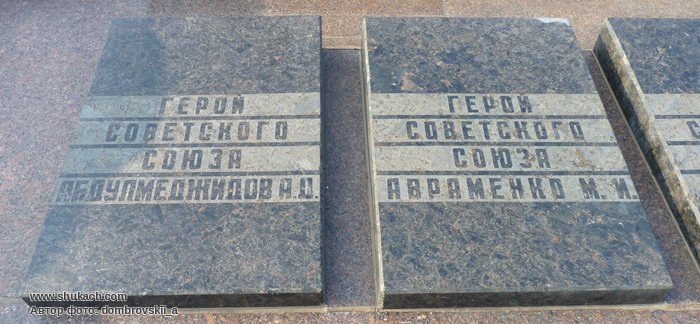 ГЕРОЙ
СОВЕТСКОГО
СОЮЗА
АБДУЛМЕДЖИДОВ А.Д.
ГЕРОЙ
СОВЕТСКОГО
СОЮЗА
АВРАМЕНКО М.И.
www.shukach.com
Автор фото: dombrovskii_a